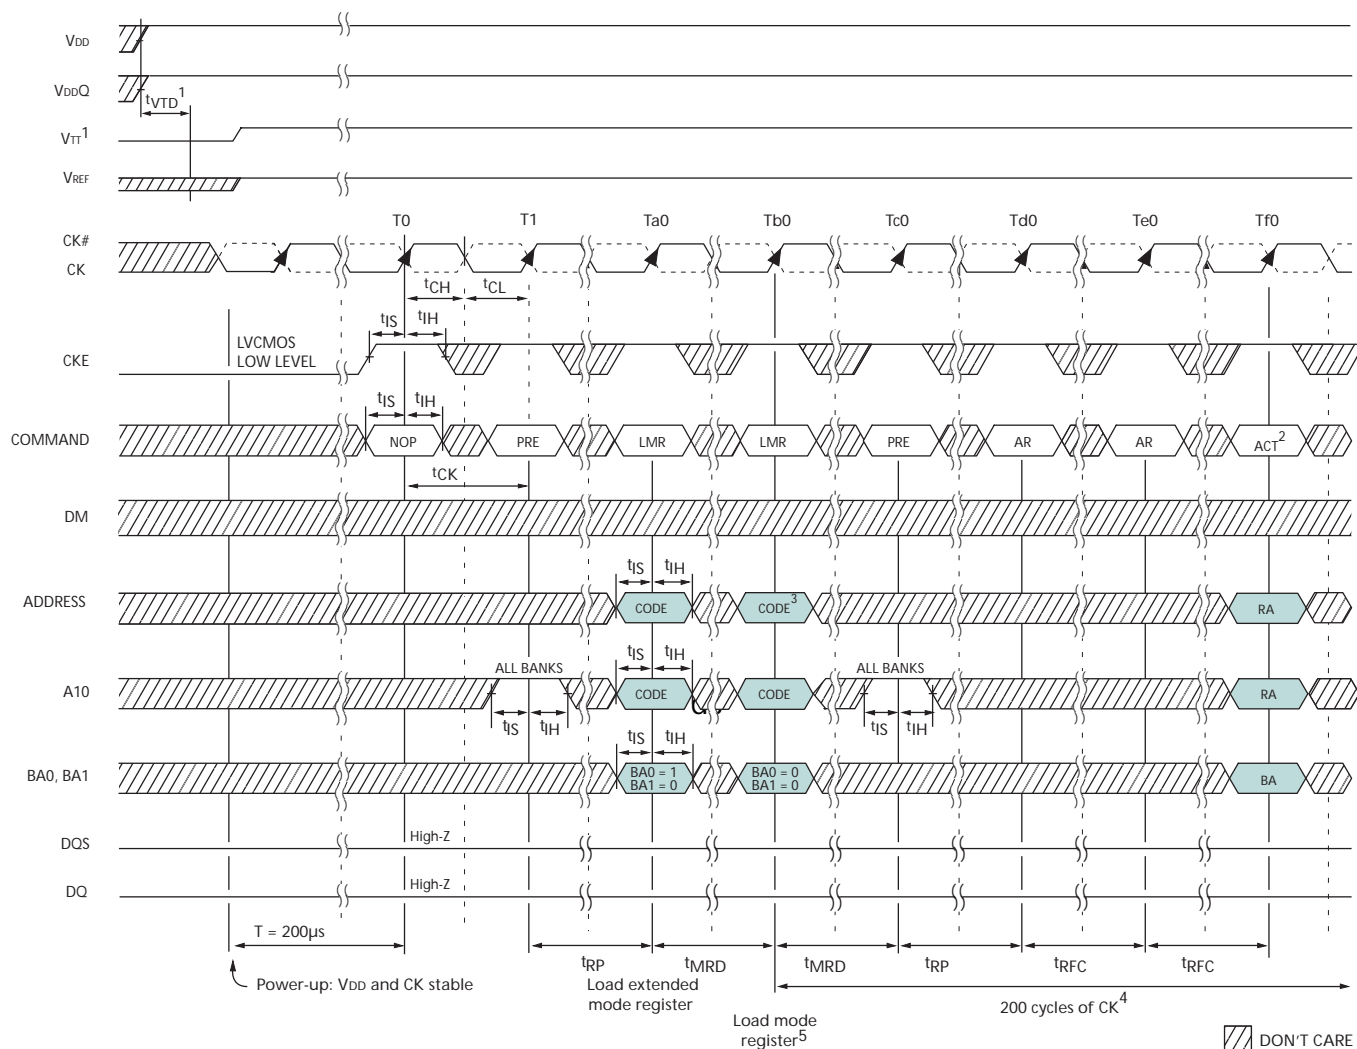 VDD
VDDQ
tVTD1
VTT1
VREF
T0 T1 Ta0 Tb0 Tc0 Td0 Te0 Tf0
CK#
CK
tCH tCL
tIS tIH
LVCMOS
LOW LEVEL
CKE
tIS tIH
COMMAND NOP PRE LMR LMR PRE AR AR ACT2
tCK
DM
tIS tIH
ADDRESS CODE CODE3 RA
tIS tIH
ALL BANKS ALL BANKS
A10 CODE CODE RA
tIS tIH tIS tIH
tIS tIH
BA0, BA1 BA0 = 1 BA0 = 0 BA
BA1 = 0 BA1 = 0
DQS High-Z
DQ High-Z
T = 200µs
tRP tMRD tMRD tRP tRFC tRFC
Power-up: VDD and CK stable
Load extended
mode register
200 cycles of CK4
Load mode
register5
DON'T CARE